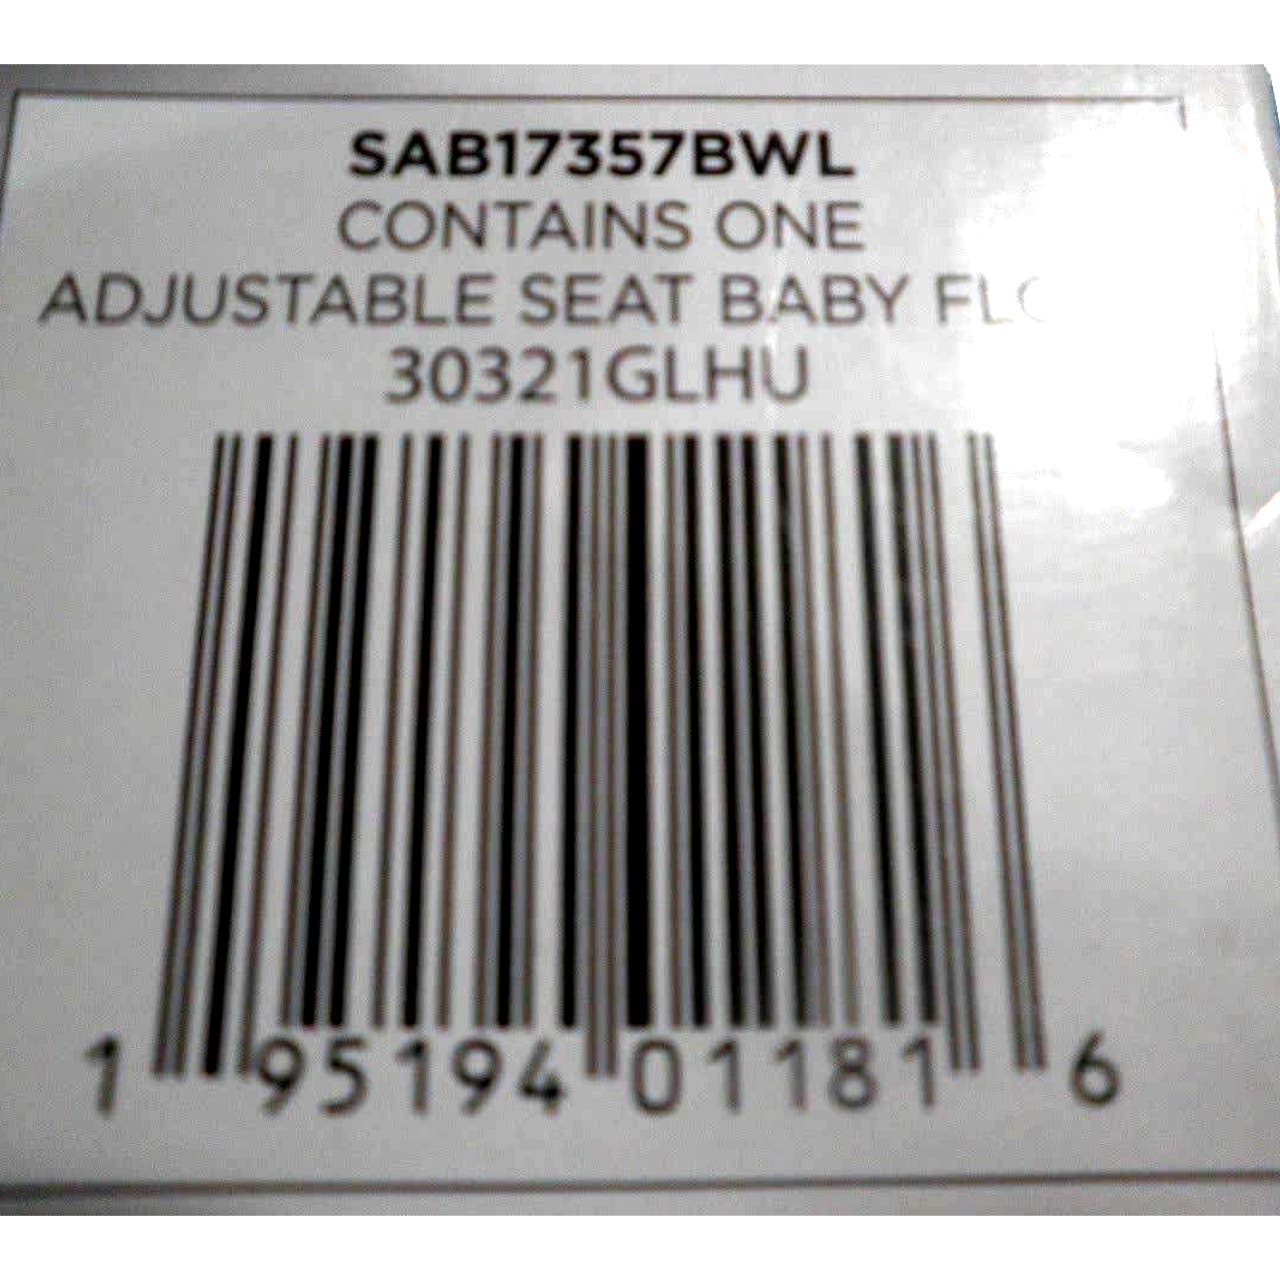 SAB17357BWL
CONTAINS ONE
ADJUSTABLE SEAT BABY
30321GLHU
1 95194 01181 6